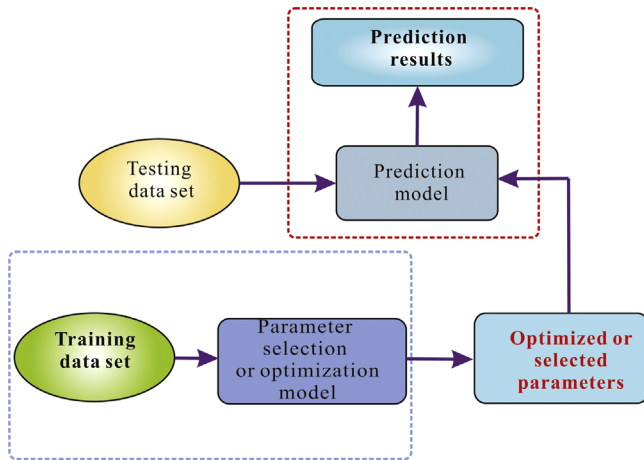 Prediction
results
Testing
data set
Prediction
model
Training
data set
Parameter
selection
or optimization
model
Optimized or
selected
parameters